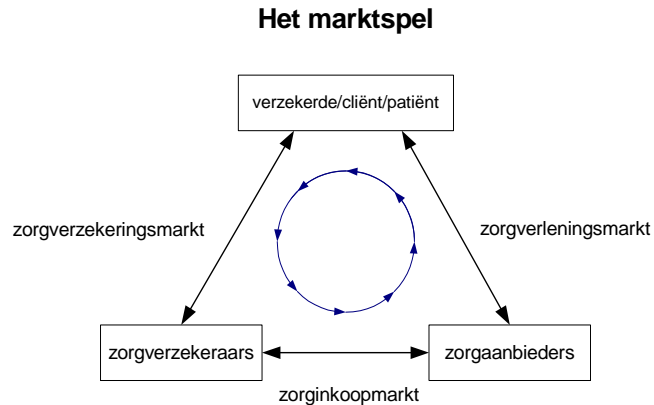 Het marktspel
verzekerde/cliënt/patiënt
zorgverzekeringsmarkt
zorgverleningsmarkt
zorgverzekeraars
zorgaanbieders
zorginkoopmarkt